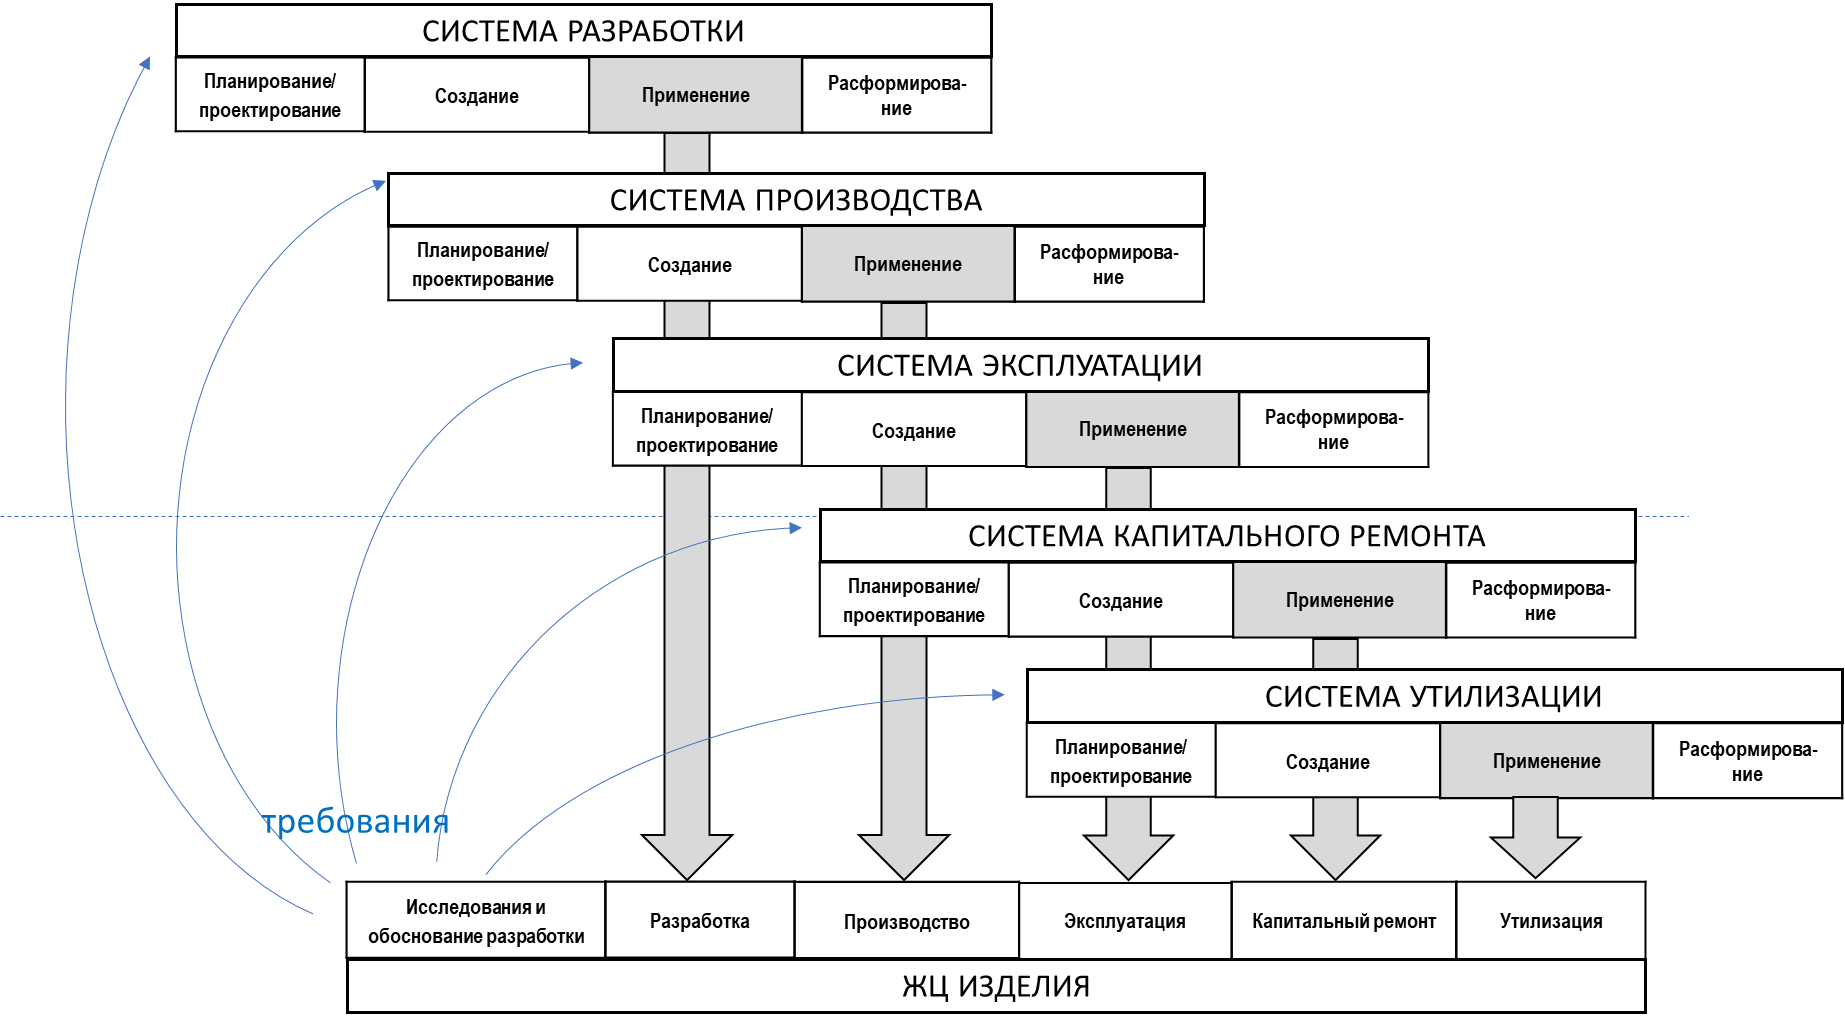 СИСТЕМА РАЗРАБОТКИ
Планирование/
проектирование
Создание
Применение
Расформирова-
ние
СИСТЕМА ПРОИЗВОДСТВА
Планирование/
проектирование
Создание
Применение
Расформирова-
ние
СИСТЕМА ЭКСПЛУАТАЦИИ
Планирование/
проектирование
Создание
Применение
Расформирова-
ние
СИСТЕМА КАПИТАЛЬНОГО РЕМОНТА
Планирование/
проектирование
Создание
Применение
Расформирова-
ние
СИСТЕМА УТИЛИЗАЦИИ
Планирование/
проектирование
Создание
Применение
Расформирова-
ние
требования
Исследования и
обоснование разработки
Разработка
Производство
Эксплуатация
Капитальный ремонт
Утилизация
ЖЦ ИЗДЕЛИЯ